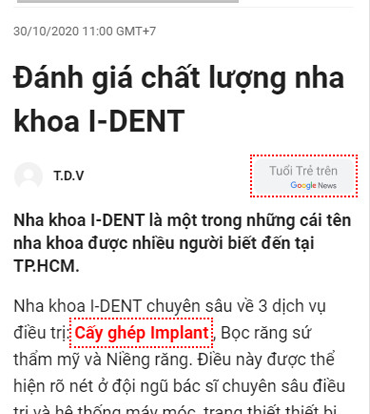 30/10/2020 11:00 GMT+7
Đánh giá chất lượng nha
khoa I-DENT
T.D.V
Tuổi Trẻ trên
Google News
Nha khoa I-DENT là một trong những cái tên
nha khoa được nhiều người biết đến tại
TP.HCM.
Nha khoa I-DENT chuyên sâu về 3 dịch vụ
điều trị: Cấy ghép Implant, Bọc răng sứ
thẩm mỹ và Niềng răng. Điều này được thể
hiện rõ nét ở đội ngũ bác sĩ chuyên sâu điều
trị và hệ thống máy móc, trang thiết thiết bị